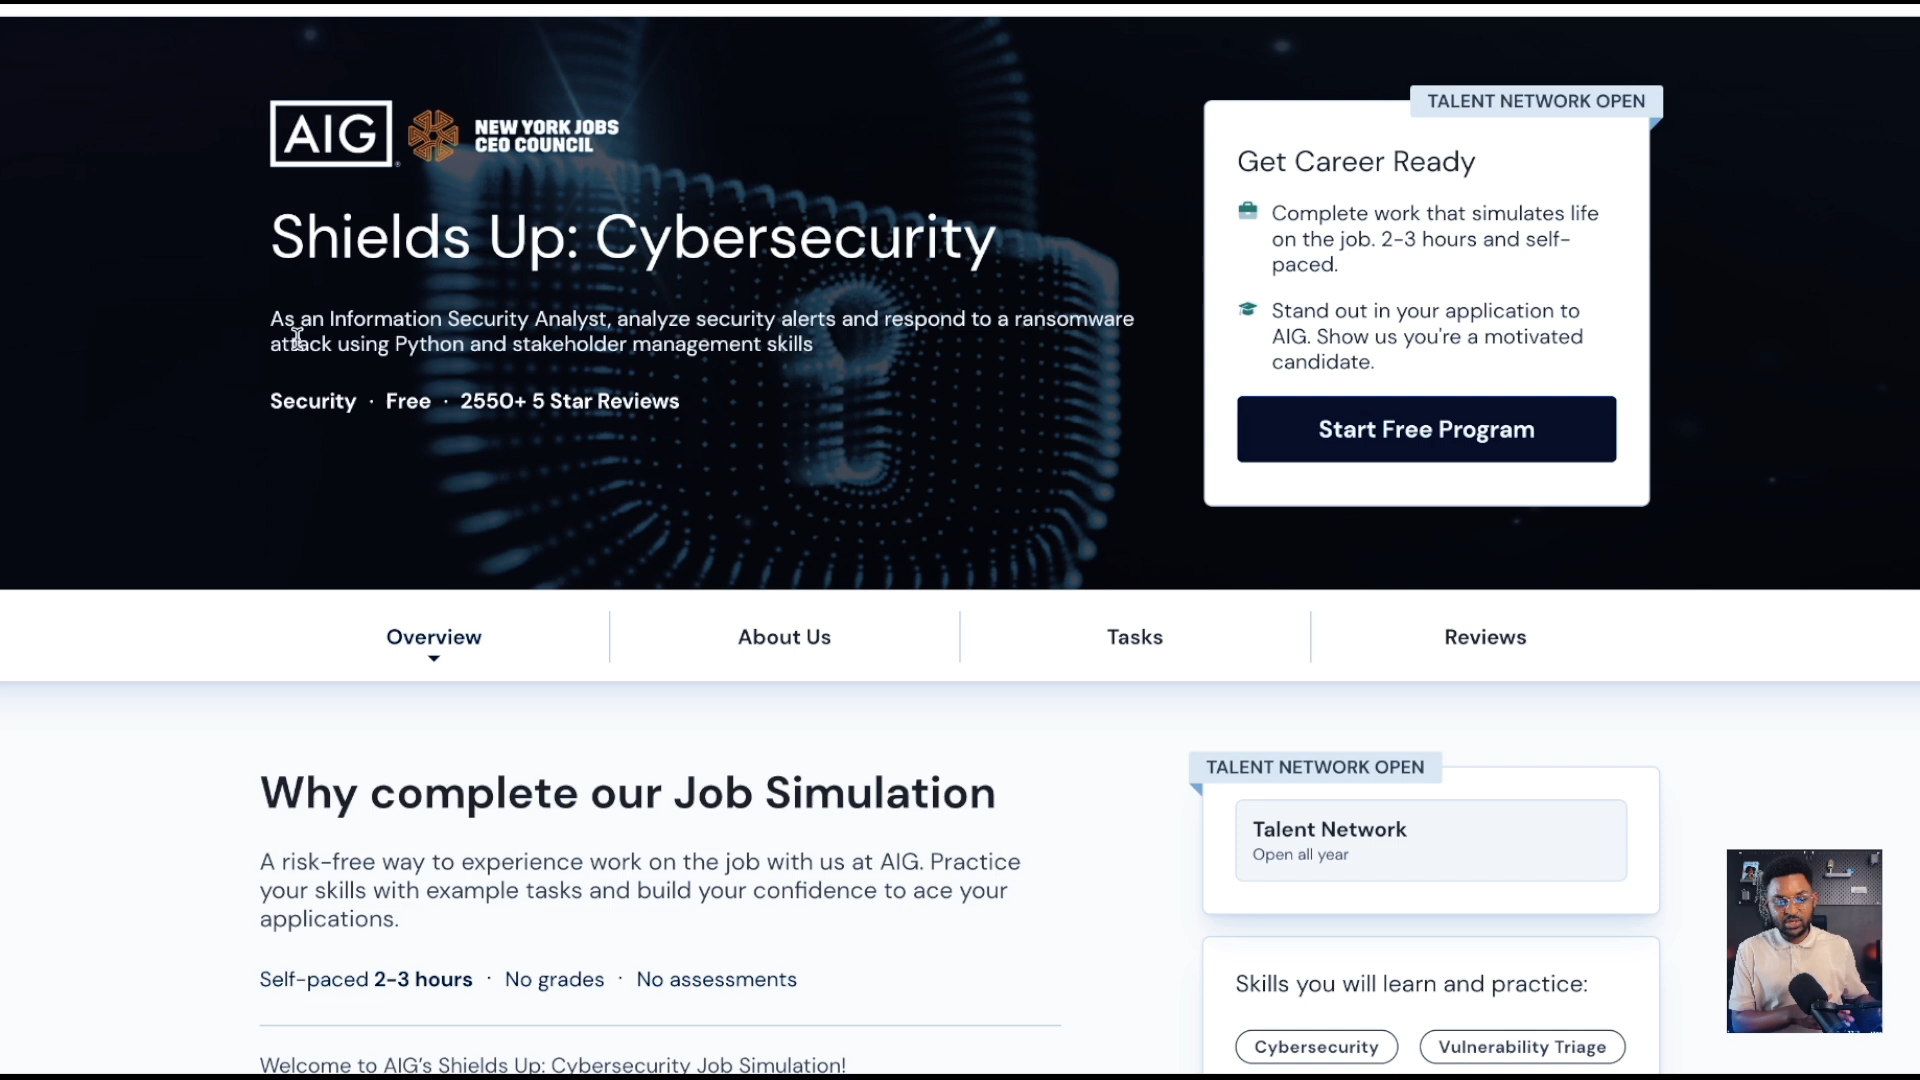 AIG
NEW YORK JOBS
CEO COUNCIL
Shields Up: Cybersecurity
As an Information Security Analyst, analyze security alerts and respond to a ransomware
attack using Python and stakeholder management skills
Security · Free · 2550+ 5 Star Reviews
TALENT NETWORK OPEN
Get Career Ready
Complete work that simulates life
on the job. 2-3 hours and self-
paced.
Stand out in your application to
AIG. Show us you're a motivated
candidate.
Start Free Program
Overview
About Us
Tasks
Reviews
Why complete our Job Simulation
A risk-free way to experience work on the job with us at AIG. Practice
your skills with example tasks and build your confidence to ace your
applications.
Self-paced 2-3 hours · No grades · No assessments
Welcome to AIG's Shields Up: Cybersecurity Job Simulation!
TALENT NETWORK OPEN
Talent Network
Open all year
Skills you will learn and practice:
Cybersecurity
Vulnerability Triage